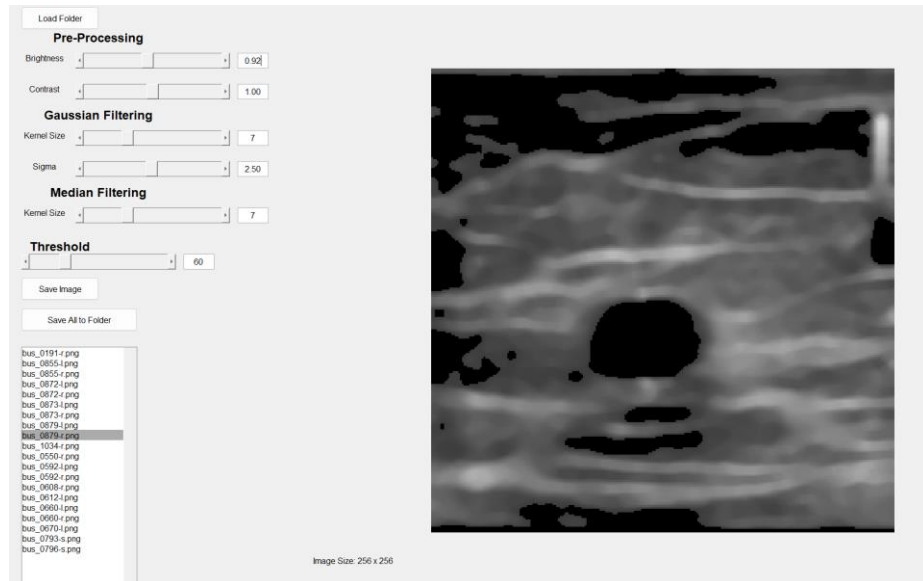 Load Folder
Pre-Processing
Brightness 0.92
Contrast 1.00
Gaussian Filtering
Kernel Size 7
Sigma 2.50
Median Filtering
Kernel Size 7
Threshold
60
Save Image
Save All to Folder
bus_0191-r.png
bus_0855-l.png
bus_0855-r.png
bus_0872-l.png
bus_0872-r.png
bus_0873-l.png
bus_0873-r.png
bus_0879-l.png
bus_0879-r.png
bus_1034-r.png
bus_0550-r.png
bus_0592-l.png
bus_0592-r.png
bus_0608-r.png
bus_0612-l.png
bus_0660-l.png
bus_0660-r.png
bus_0670-l.png
bus_0793-s.png
bus_0796-s.png
Image Size: 256 x 256